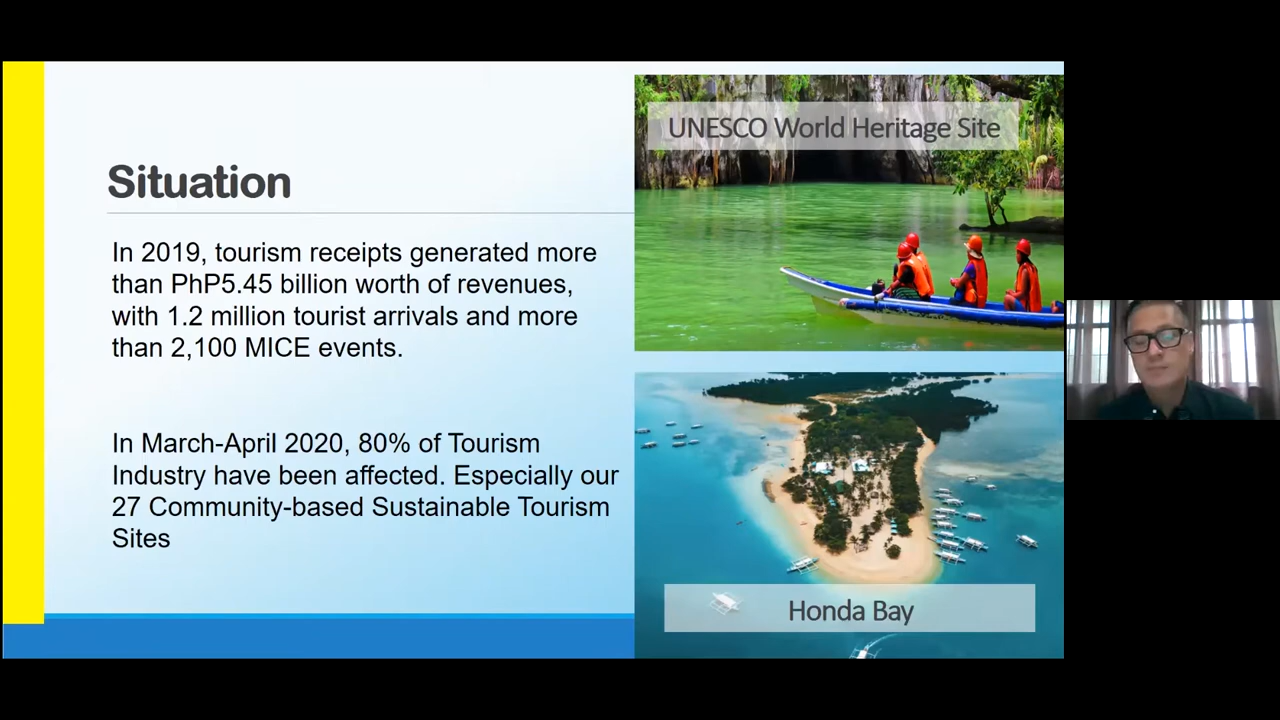 Situation
In 2019, tourism receipts generated more
than PhP5.45 billion worth of revenues,
with 1.2 million tourist arrivals and more
than 2,100 MICE events.
In March-April 2020, 80% of Tourism
Industry have been affected. Especially our
27 Community-based Sustainable Tourism
Sites
UNESCO World Heritage Site
Honda Bay